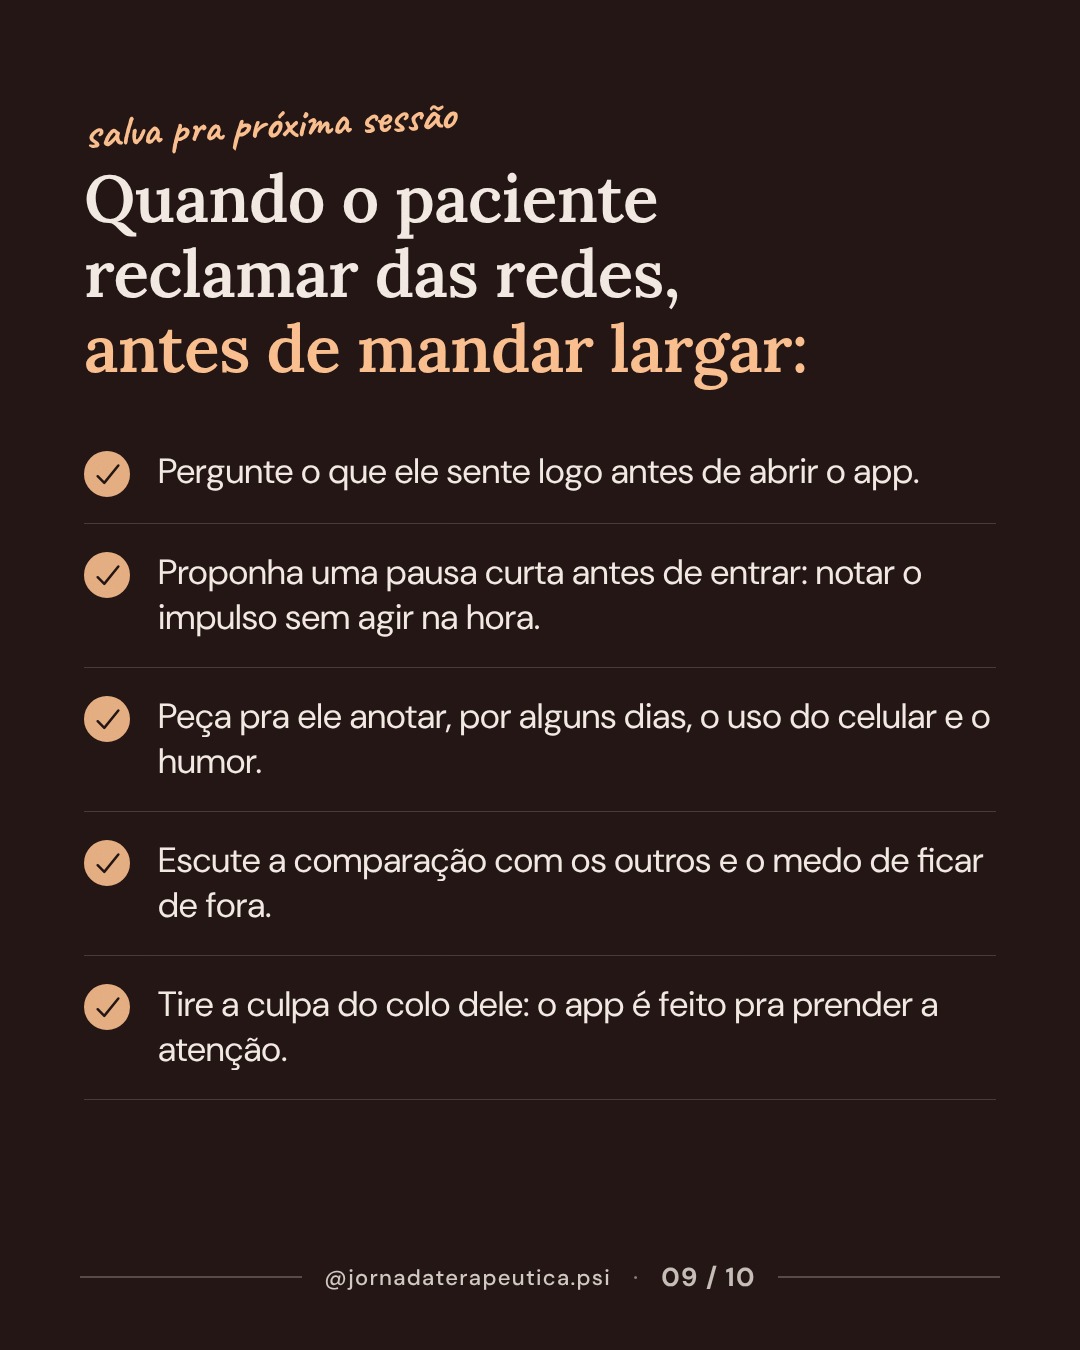 salva pra próxima sessão
Quando o paciente
reclamar das redes,
antes de mandar largar:
Pergunte o que ele sente logo antes de abrir o app.
Proponha uma pausa curta antes de entrar: notar o
impulso sem agir na hora.
Peça pra ele anotar, por alguns dias, o uso do celular e o
humor.
Escute a comparação com os outros e o medo de ficar
de fora.
Tire a culpa do colo dele: o app é feito pra prender a
atenção.
@jornadaterapeutica.psi · 09 / 10